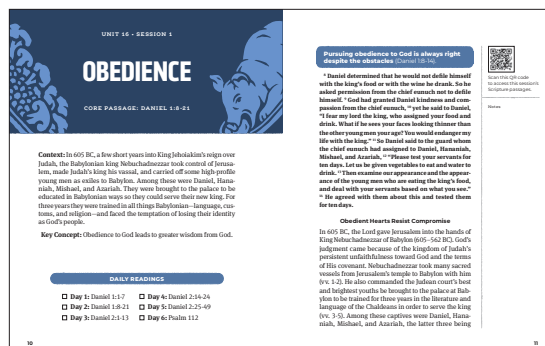 UNIT 16 • SESSION 1
OBEDIENCE
CORE PASSAGE: DANIEL 1:8-21
Context: In 605 BC, a few short years into King Jehoiakim's reign over
Judah, the Babylonian king Nebuchadnezzar took control of Jerusa-
lem, made Judah his vassal, and carried off some high-profile
young men as exiles to Babylon. Among these were Daniel, Hana-
niah, Mishael, and Azariah. They were brought to the palace to be
educated in Babylonian ways so they could serve their new king. For
three years they were trained in all things Babylonian—language, cus-
toms, and religion—and faced the temptation of losing their identity
as God's people.
Key Concept: Obedience to God leads to greater wisdom from God.
DAILY READINGS
Day 1: Daniel 1:1-7
Day 2: Daniel 1:8-21
Day 3: Daniel 2:1-13
Day 4: Daniel 2:14-24
Day 5: Daniel 2:25-49
Day 6: Psalm 112
10
Pursuing obedience to God is always right
despite the obstacles (Daniel 1:8-14).
8 Daniel determined that he would not defile himself
with the king's food or with the wine he drank. So he
asked permission from the chief eunuch not to defile
himself. 9 God had granted Daniel kindness and com-
passion from the chief eunuch, 10 yet he said to Daniel,
"I fear my lord the king, who assigned your food and
drink. What if he sees your faces looking thinner than
the other young men your age? You would endanger my
life with the king." 11 So Daniel said to the guard whom
the chief eunuch had assigned to Daniel, Hananiah,
Mishael, and Azariah, 12 "Please test your servants for
ten days. Let us be given vegetables to eat and water to
drink. 13 Then examine our appearance and the appear-
ance of the young men who are eating the king's food,
and deal with your servants based on what you see."
14 He agreed with them about this and tested them
for ten days.
Obedient Hearts Resist Compromise
In 605 BC, the Lord gave Jerusalem into the hands of
King Nebuchadnezzar of Babylon (605–562 BC). God's
judgment came because of the kingdom of Judah's
persistent unfaithfulness toward God and the terms
of His covenant. Nebuchadnezzar took many sacred
vessels from Jerusalem's temple to Babylon with him
(vv. 1-2). He also commanded the Judean court's best
and brightest youths be brought to the palace at Bab-
ylon to be trained for three years in the literature and
language of the Chaldeans in order to serve the king
(vv. 3-5). Among these captives were Daniel, Hana-
niah, Mishael, and Azariah, the latter three being
Scan this QR code
to access this session's
Scripture passages.
Notes
11